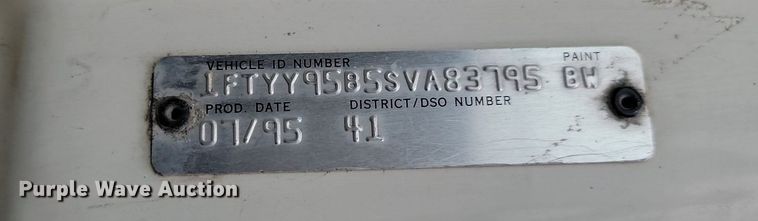 VEHICLE ID NUMBER PAINT
1FTYY95B5SVA83795 BW
PROD. DATE DISTRICT/DSO NUMBER
07/95 41
Purple Wave Auction